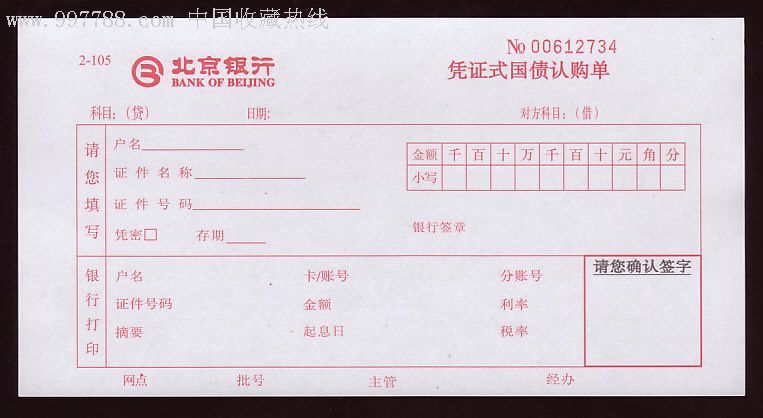 www.997788.com 中国收藏热线
No 00612734
2-105 北京银行 BANK OF BEIJING
凭证式国债认购单
科目:（贷） 日期: 对方科目:（借）
请您填写
户名
证件名称
证件号码
凭密□ 存期
金额 千 百 十 万 千 百 十 元 角 分
小写
银行签章
银行打印
户名 卡/账号 分账号
证件号码 金额 利率
摘要 起息日 税率
请您确认签字
网点 批号 主管 经办